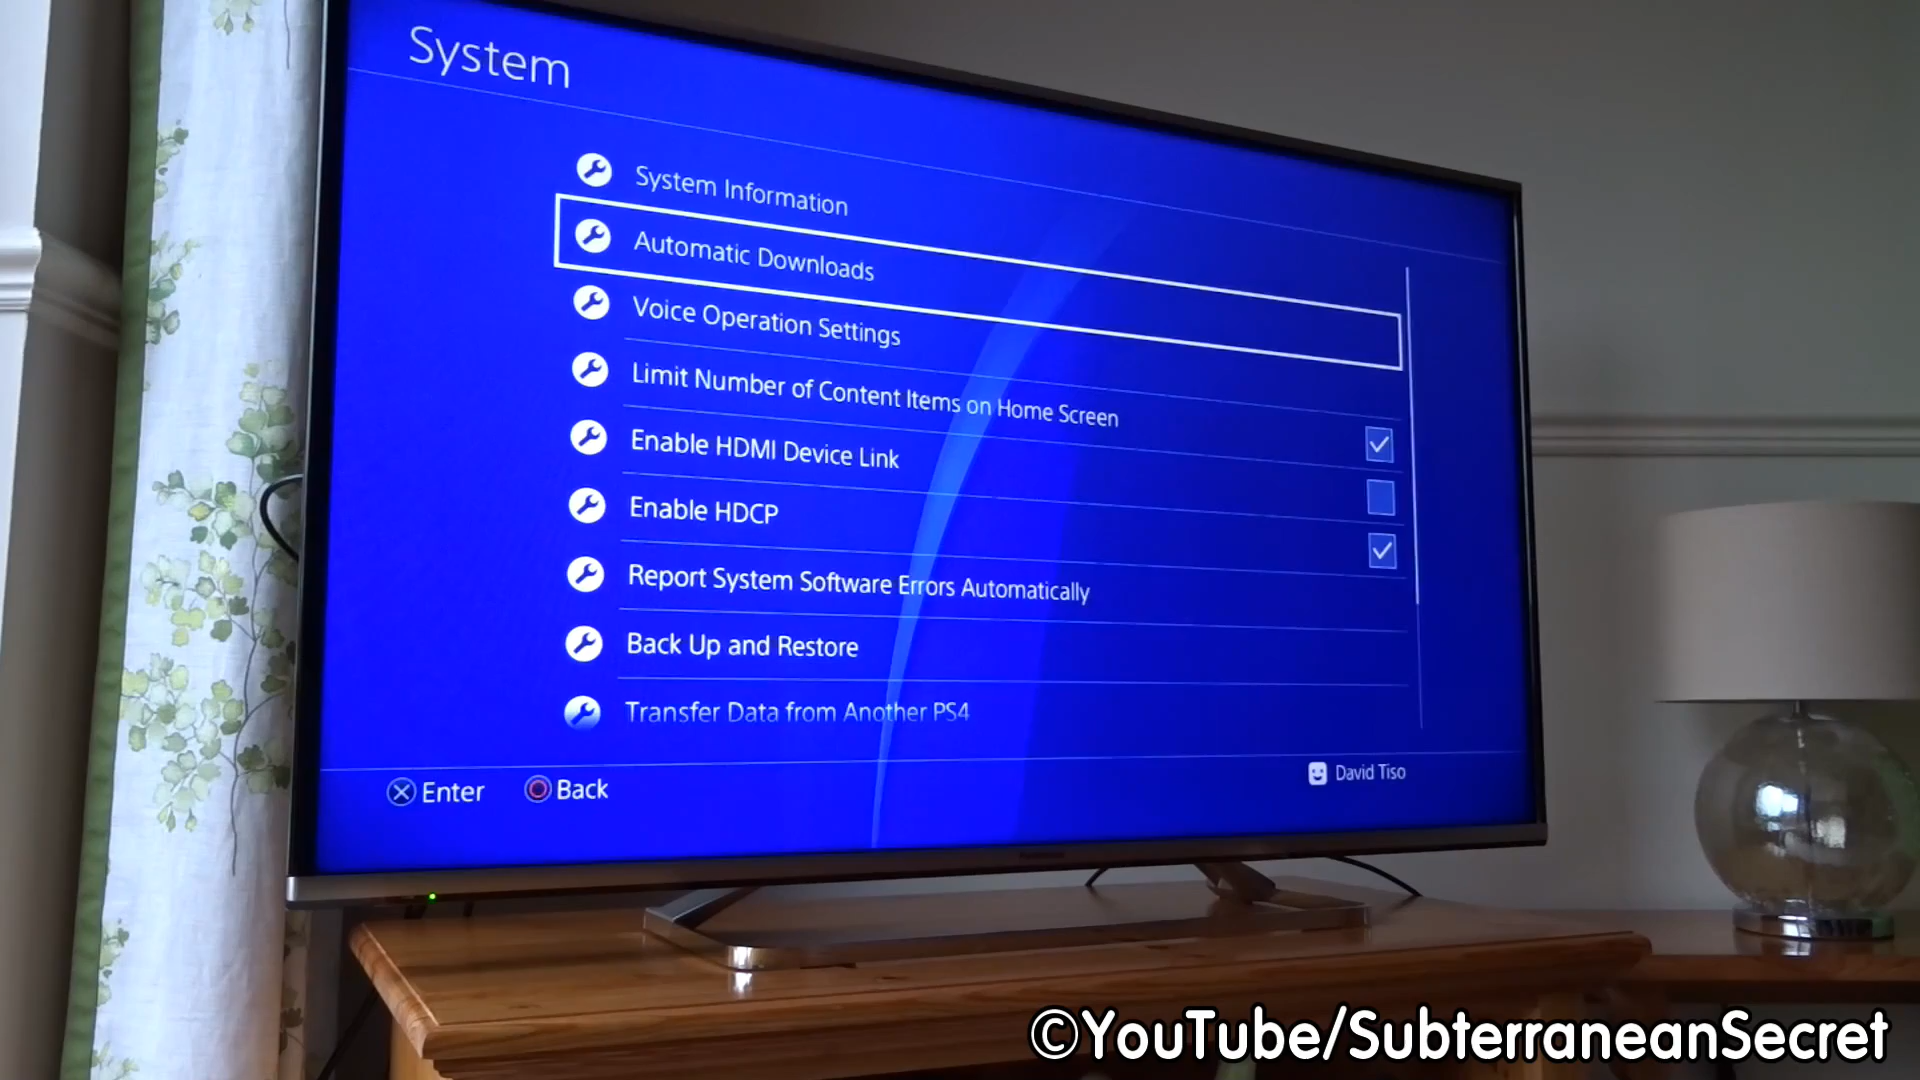 System
System Information
Automatic Downloads
Voice Operation Settings
Limit Number of Content Items on Home Screen
Enable HDMI Device Link
Enable HDCP
Report System Software Errors Automatically
Back Up and Restore
Transfer Data from Another PS4
Enter Back
David Tiso
©YouTube/SubterraneanSecret